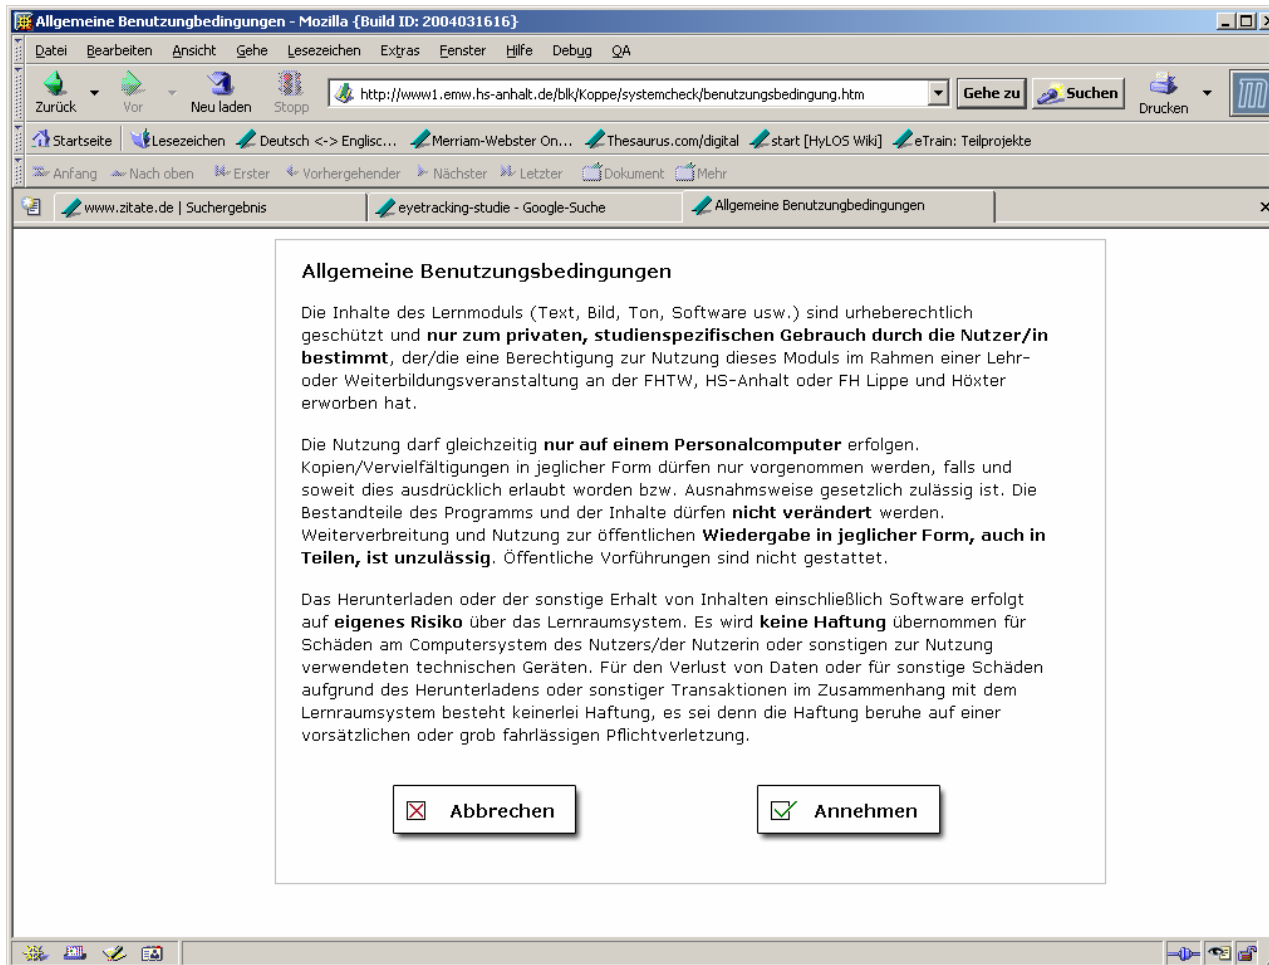 Allgemeine Benutzungbedingungen - Mozilla {Build ID: 2004031616}
Datei Bearbeiten Ansicht Gehe Lesezeichen Extras Fenster Hilfe Debug QA
Zurück Vor Neu laden Stopp http://www1.emw.hs-anhalt.de/blk/Koppe/systemcheck/benutzungsbedingung.htm Gehe zu Suchen Drucken
Startseite Lesezeichen Deutsch <-> Englisc... Merriam-Webster On... Thesaurus.com/digital start [HyLOS Wiki] eTrain: Teilprojekte
Anfang Nach oben Erster Vorhergehender Nächster Letzter Dokument Mehr
www.zitate.de | Suchergebnis eyetracking-studie - Google-Suche Allgemeine Benutzungbedingungen
Allgemeine Benutzungsbedingungen
Die Inhalte des Lernmoduls (Text, Bild, Ton, Software usw.) sind urheberechtlich
geschützt und nur zum privaten, studienspezifischen Gebrauch durch die Nutzer/in
bestimmt, der/die eine Berechtigung zur Nutzung dieses Moduls im Rahmen einer Lehr-
oder Weiterbildungsveranstaltung an der FHTW, HS-Anhalt oder FH Lippe und Höxter
erworben hat.
Die Nutzung darf gleichzeitig nur auf einem Personalcomputer erfolgen.
Kopien/Vervielfältigungen in jeglicher Form dürfen nur vorgenommen werden, falls und
soweit dies ausdrücklich erlaubt worden bzw. Ausnahmsweise gesetzlich zulässig ist. Die
Bestandteile des Programms und der Inhalte dürfen nicht verändert werden.
Weiterverbreitung und Nutzung zur öffentlichen Wiedergabe in jeglicher Form, auch in
Teilen, ist unzulässig. Öffentliche Vorführungen sind nicht gestattet.
Das Herunterladen oder der sonstige Erhalt von Inhalten einschließlich Software erfolgt
auf eigenes Risiko über das Lernraumsystem. Es wird keine Haftung übernommen für
Schäden am Computersystem des Nutzers/der Nutzerin oder sonstigen zur Nutzung
verwendeten technischen Geräten. Für den Verlust von Daten oder für sonstige Schäden
aufgrund des Herunterladens oder sonstiger Transaktionen im Zusammenhang mit dem
Lernraumsystem besteht keinerlei Haftung, es sei denn die Haftung beruhe auf einer
vorsätzlichen oder grob fahrlässigen Pflichtverletzung.
Abbrechen Annehmen